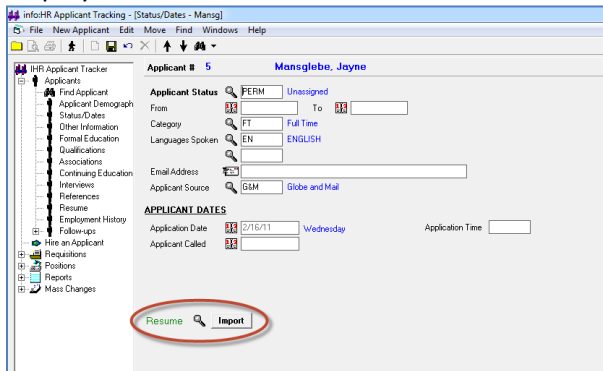 info:HR Applicant Tracking - [Status/Dates - Mansg]
File New Applicant Edit Move Find Windows Help
IHR Applicant Tracker
Applicants
Find Applicant
Applicant Demograph
Status/Dates
Other Information
Formal Education
Qualifications
Associations
Continuing Education
Interviews
References
Resume
Employment History
Follow-ups
Hire an Applicant
Requisitions
Positions
Reports
Mass Changes
Applicant # 5 Mansglebe, Jayne
Applicant Status PERM Unassigned
From To
Category FT Full Time
Languages Spoken EN ENGLISH
Email Address
Applicant Source G&M Globe and Mail
APPLICANT DATES
Application Date 2/16/11 Wednesday Application Time
Applicant Called
Resume Import